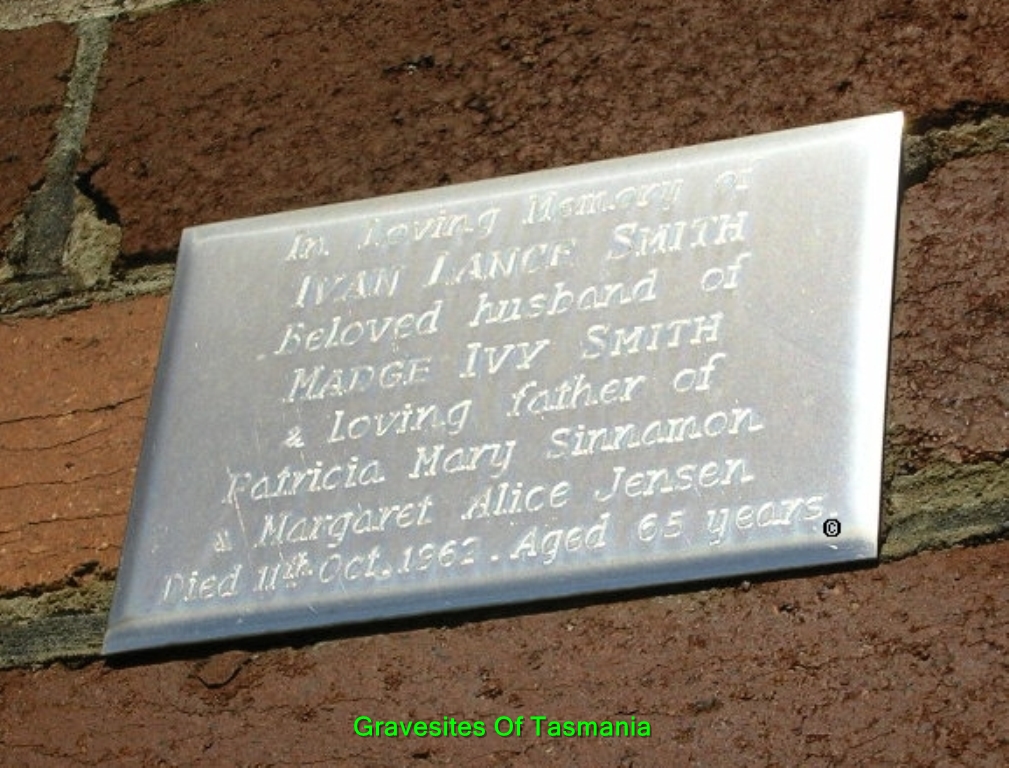 In Loving Memory of
IVAN LANCE SMITH
Beloved husband of
MADGE IVY SMITH
& loving father of
Patricia Mary Sinnamon
& Margaret Alice Jensen
Died 11th Oct. 1962. Aged 65 years
©
Gravesites Of Tasmania